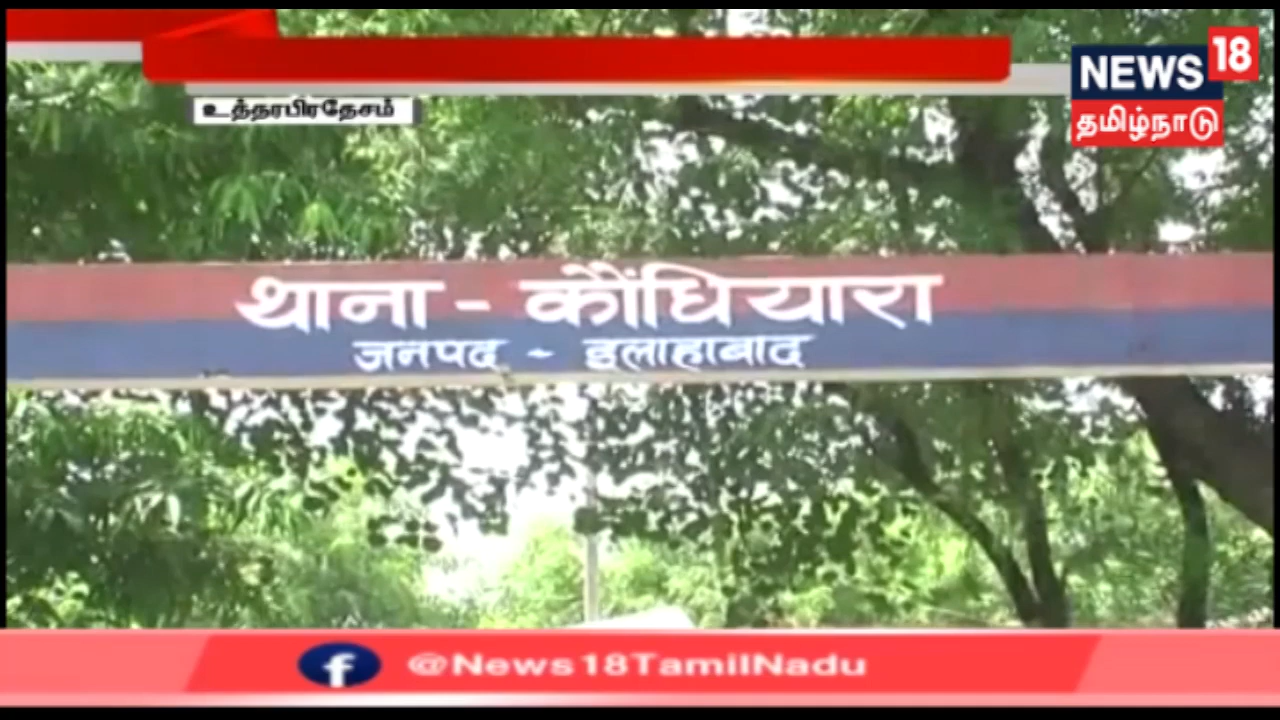 NEWS 18
தமிழ்நாடு
உத்தரபிரதேசம்
थाना - कौंधियारा
जनपद - इलाहाबाद
f @News18TamilNadu